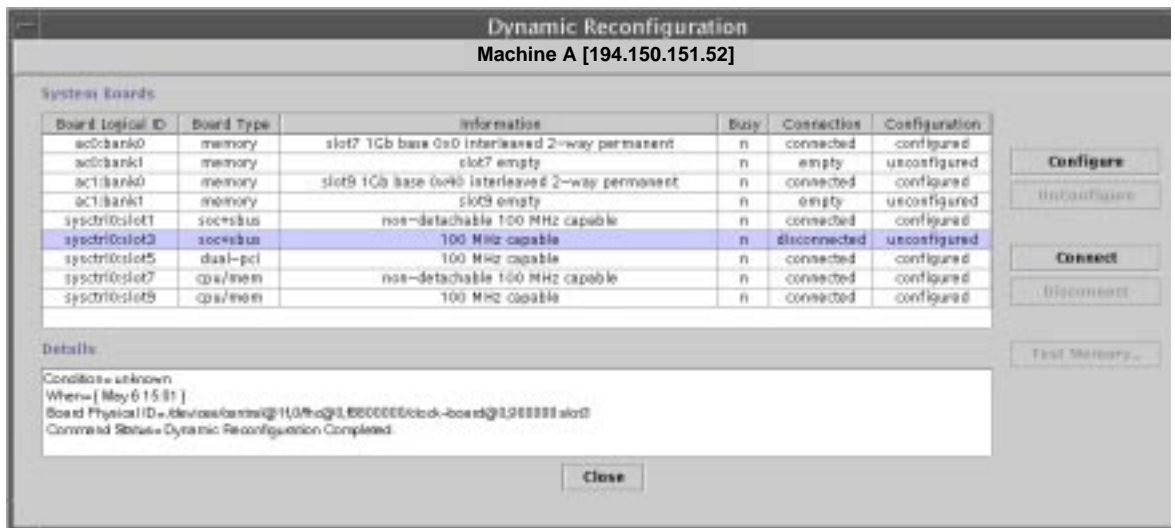 Dynamic Reconfiguration
Machine A [194.150.151.52]
System Boards
Board Logical ID Board Type Information Busy Connection Configuration
ac0:bank0 memory slot7 1Gb base 0x0 interleaved 2-way permanent n connected configured
ac0:bank1 memory slot7 empty n empty unconfigured
ac1:bank0 memory slot9 1Gb base 0x40 interleaved 2-way permanent n connected configured
ac1:bank1 memory slot9 empty n empty unconfigured
sysctrl0:slot1 soc+sbus non-detachable 100 MHz capable n connected configured
sysctrl0:slot3 soc+sbus 100 MHz capable n disconnected unconfigured
sysctrl0:slot5 dual-pci 100 MHz capable n connected configured
sysctrl0:slot7 cpu/mem non-detachable 100 MHz capable n connected configured
sysctrl0:slot9 cpu/mem 100 MHz capable n connected configured
Configure
Unconfigure
Connect
Disconnect
Test Memory...
Details
Condition= unknown
When= [ May 6 15:01 ]
Board Physical ID=
Command Status= Dynamic Reconfiguration Completed.
Close